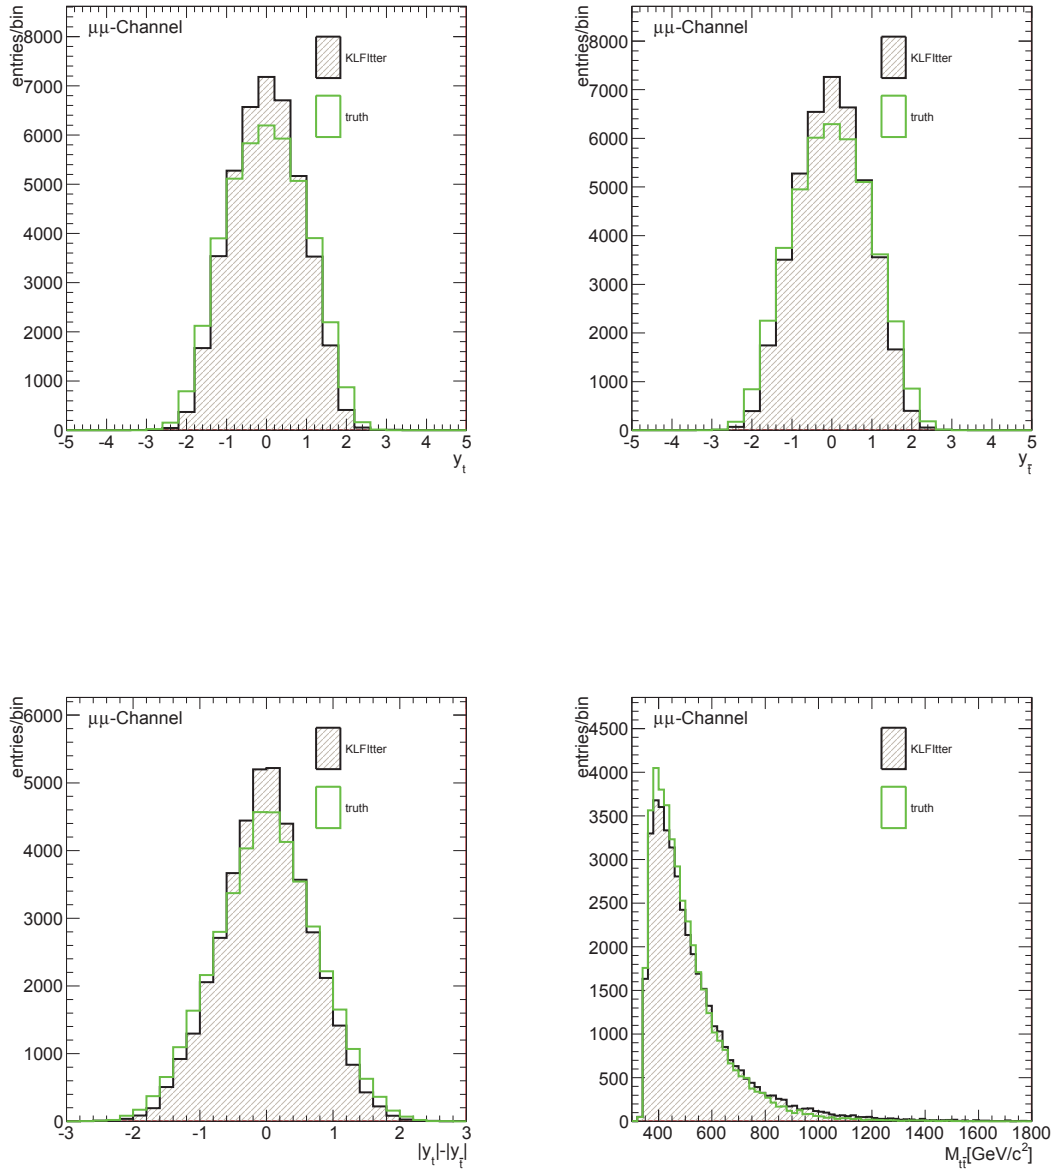 entries/bin
μμ-Channel
KLFItter
truth
8000
7000
6000
5000
4000
3000
2000
1000
0
-5 -4 -3 -2 -1 0 1 2 3 4 5
y_t
entries/bin
μμ-Channel
KLFItter
truth
8000
7000
6000
5000
4000
3000
2000
1000
0
-5 -4 -3 -2 -1 0 1 2 3 4 5
y_t̄
entries/bin
μμ-Channel
KLFItter
truth
6000
5000
4000
3000
2000
1000
0
-3 -2 -1 0 1 2 3
|y_t|-|y_t̄|
entries/bin
μμ-Channel
KLFItter
truth
4500
4000
3500
3000
2500
2000
1500
1000
500
0
400 600 800 1000 1200 1400 1600 1800
M_tt̄[GeV/c²]